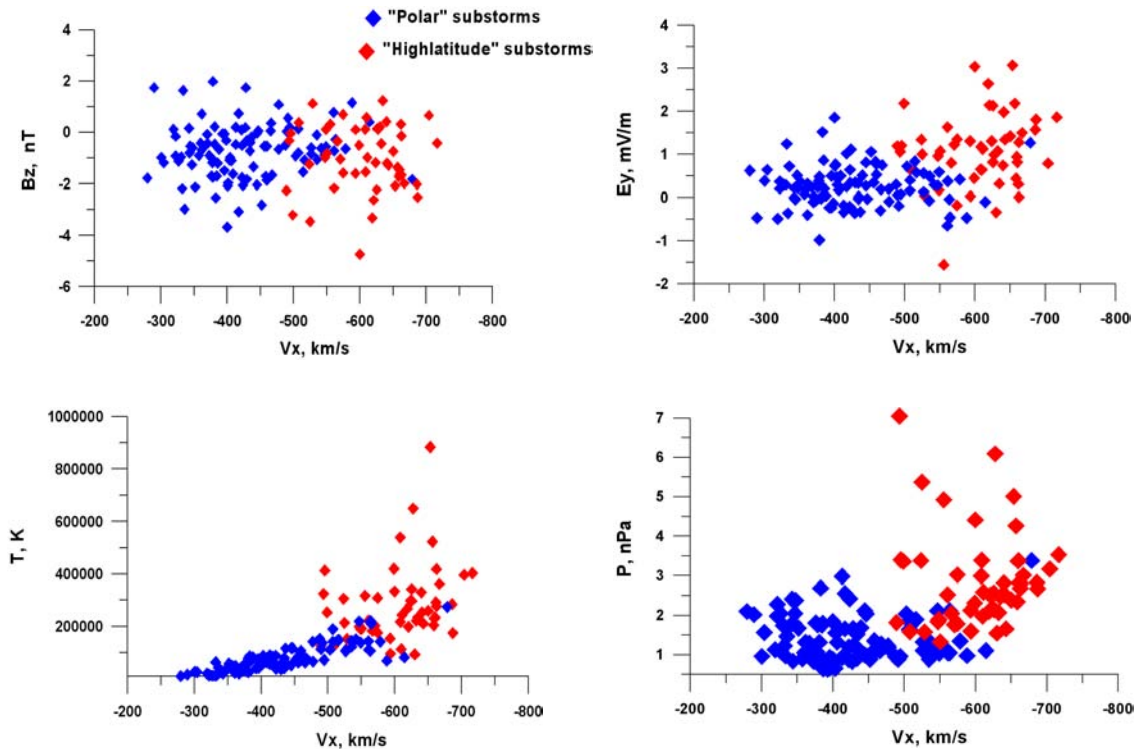 "Polar" substorms
"Highlatitude" substorms
4
2
0
-2
-4
-6
Bz, nT
-200 -300 -400 -500 -600 -700 -800
Vx, km/s
4
3
2
1
0
-1
-2
Ey, mV/m
-200 -300 -400 -500 -600 -700 -800
Vx, km/s
1000000
800000
600000
400000
200000
T, K
-200 -300 -400 -500 -600 -700 -800
Vx, km/s
7
6
5
4
3
2
1
P, nPa
-200 -300 -400 -500 -600 -700 -800
Vx, km/s